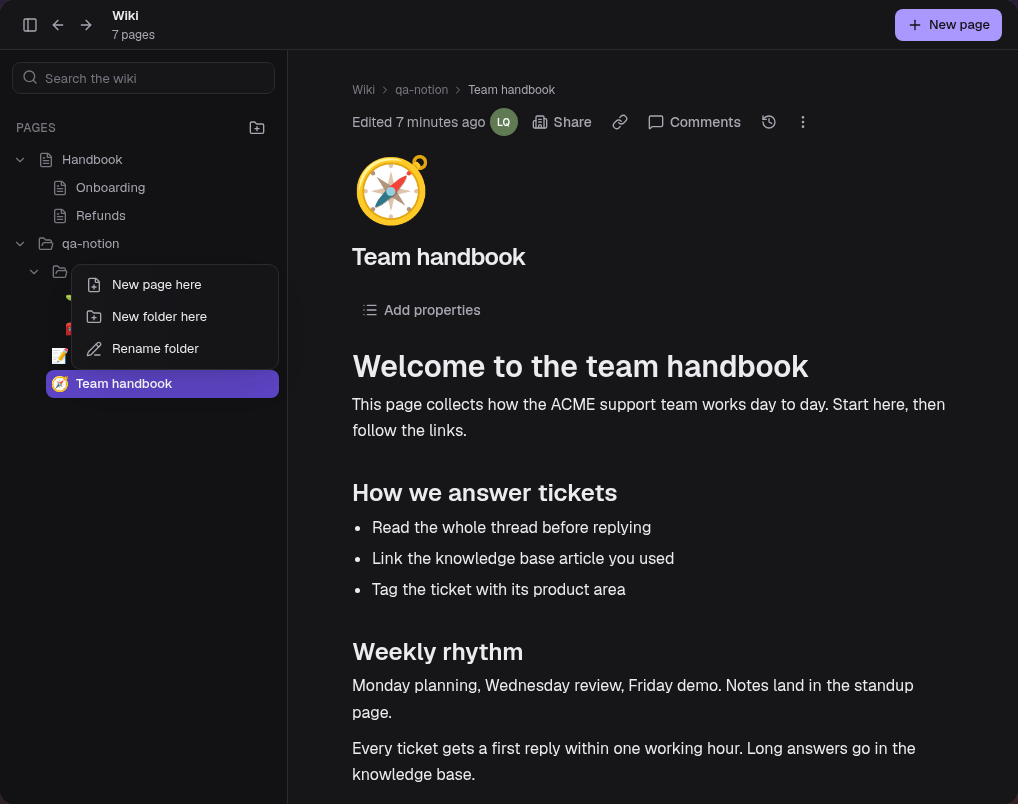 Wiki
7 pages
New page
Search the wiki
PAGES
Handbook
Onboarding
Refunds
qa-notion
New page here
New folder here
Rename folder
Team handbook
Wiki > qa-notion > Team handbook
Edited 7 minutes ago LQ Share Comments
Team handbook
Add properties
Welcome to the team handbook
This page collects how the ACME support team works day to day. Start here, then
follow the links.
How we answer tickets
• Read the whole thread before replying
• Link the knowledge base article you used
• Tag the ticket with its product area
Weekly rhythm
Monday planning, Wednesday review, Friday demo. Notes land in the standup
page.
Every ticket gets a first reply within one working hour. Long answers go in the
knowledge base.